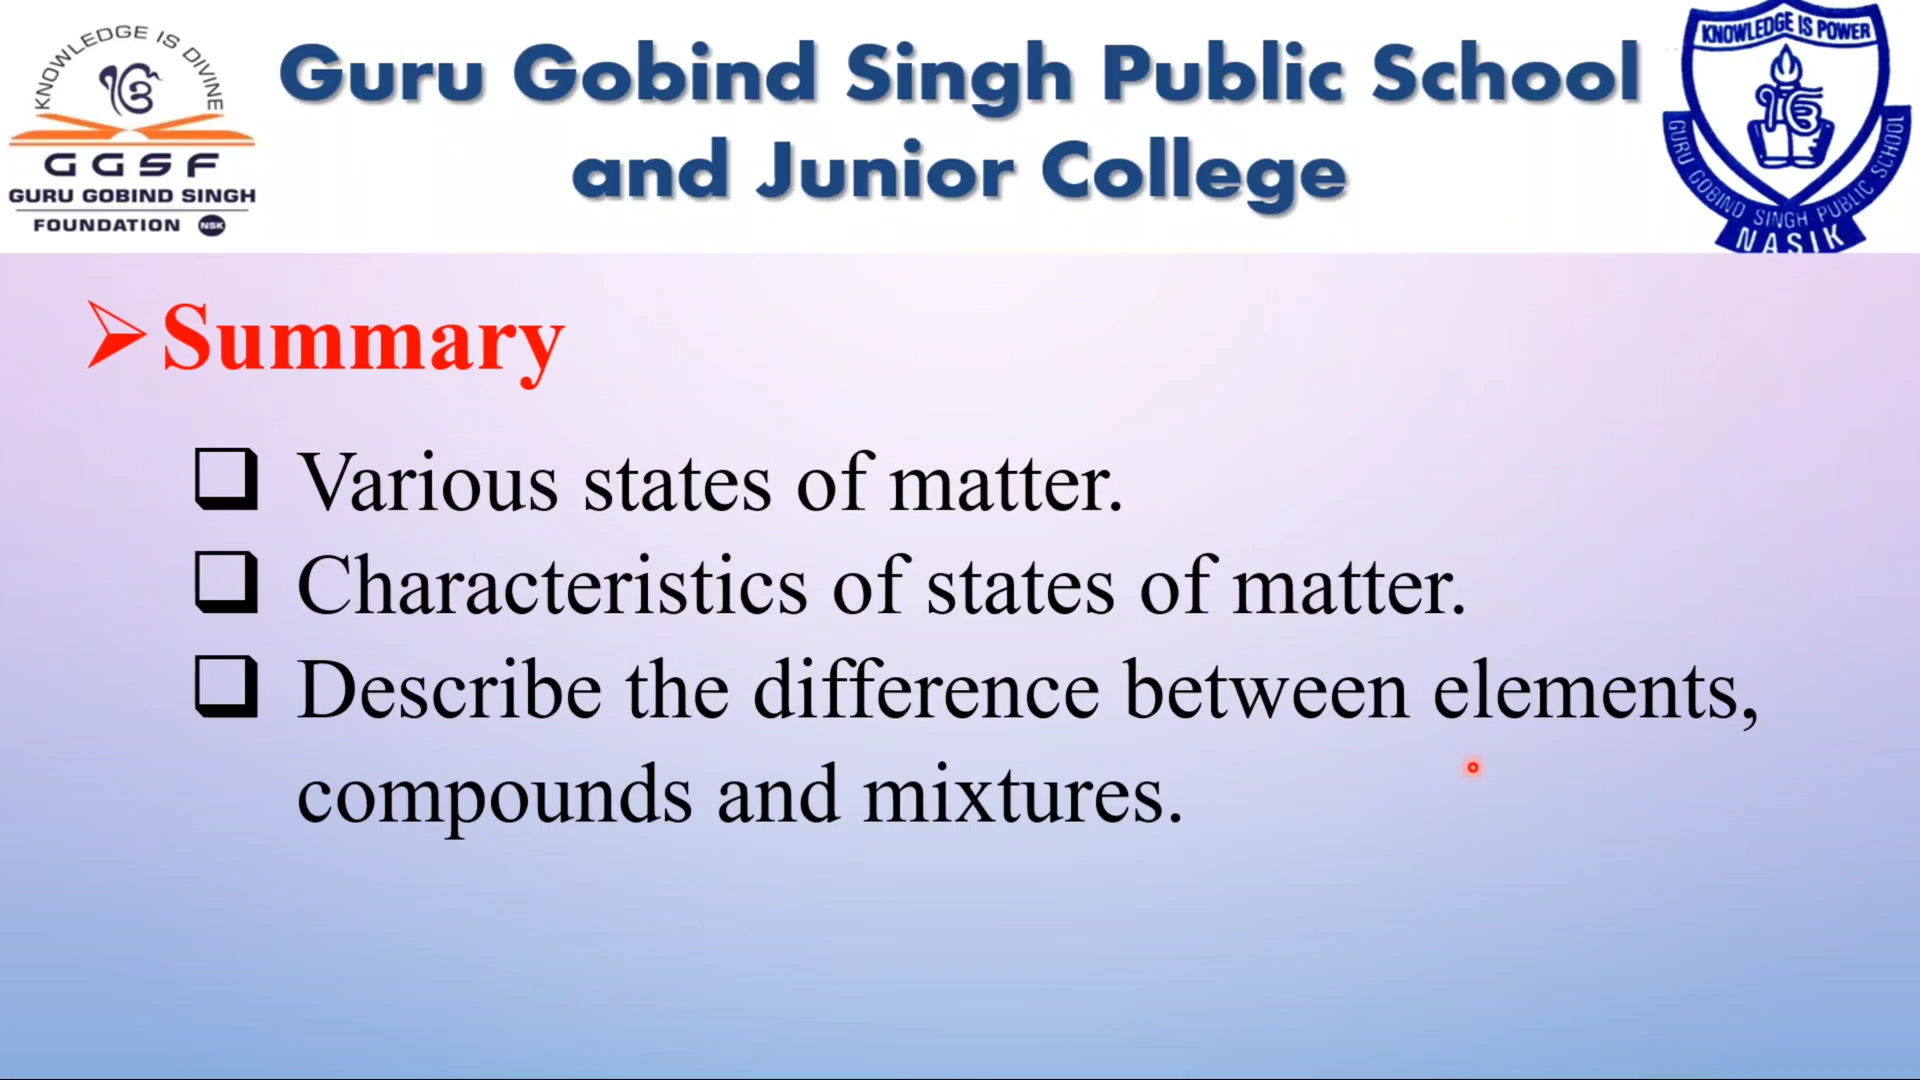 KNOWLEDGE IS DIVINE
GGSF
GURU GOBIND SINGH
FOUNDATION NSK
Guru Gobind Singh Public School
and Junior College
KNOWLEDGE IS POWER
GURU GOBIND SINGH PUBLIC SCHOOL
NASIK
Summary
Various states of matter.
Characteristics of states of matter.
Describe the difference between elements,
compounds and mixtures.